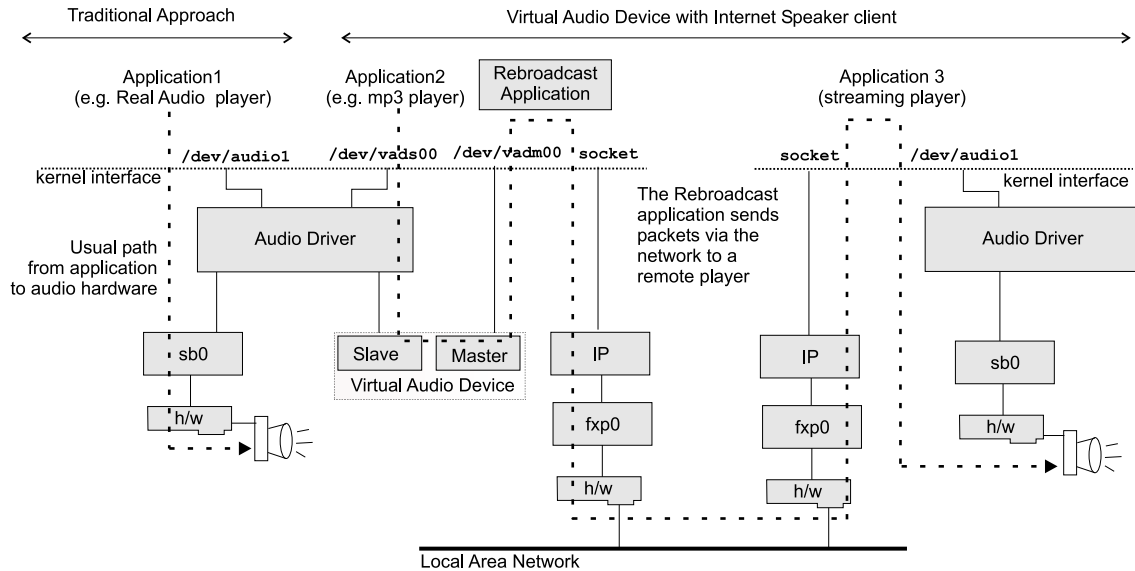 Traditional Approach
Virtual Audio Device with Internet Speaker client
Application1
(e.g. Real Audio player)
Application2
(e.g. mp3 player)
Rebroadcast
Application
Application 3
(streaming player)
/dev/audio1
/dev/vads00
/dev/vadm00
socket
socket
/dev/audio1
kernel interface
kernel interface
Audio Driver
The Rebroadcast
application sends
packets via the
network to a
remote player
Audio Driver
Usual path
from application
to audio hardware
sb0
Slave
Master
Virtual Audio Device
IP
IP
sb0
h/w
fxp0
fxp0
h/w
h/w
h/w
Local Area Network